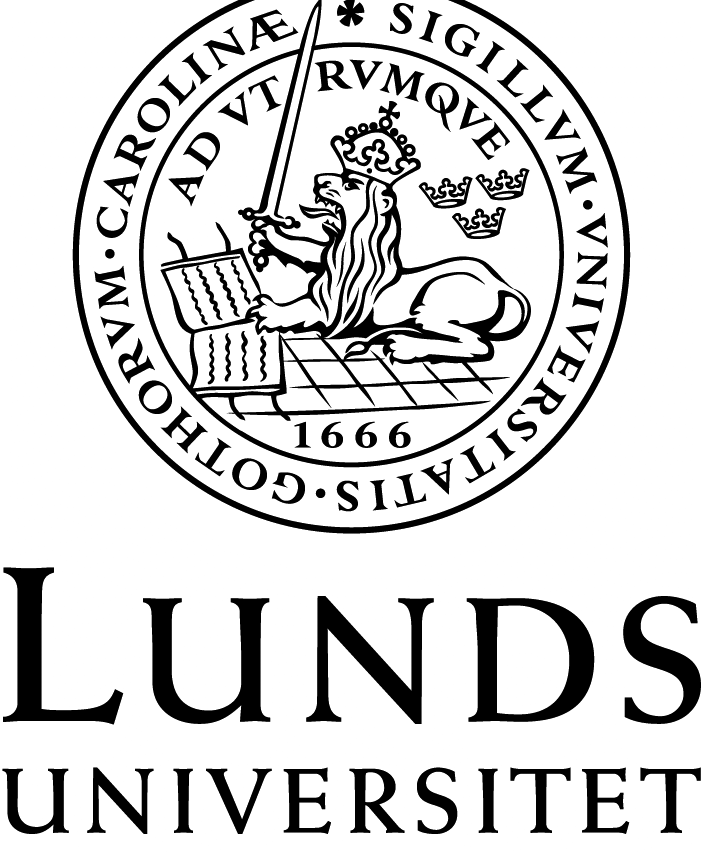 SIGILLVM · VNIVERSITATIS · GOTHORVM · CAROLINÆ
AD VTRVMQVE
1666
LUNDS
UNIVERSITET